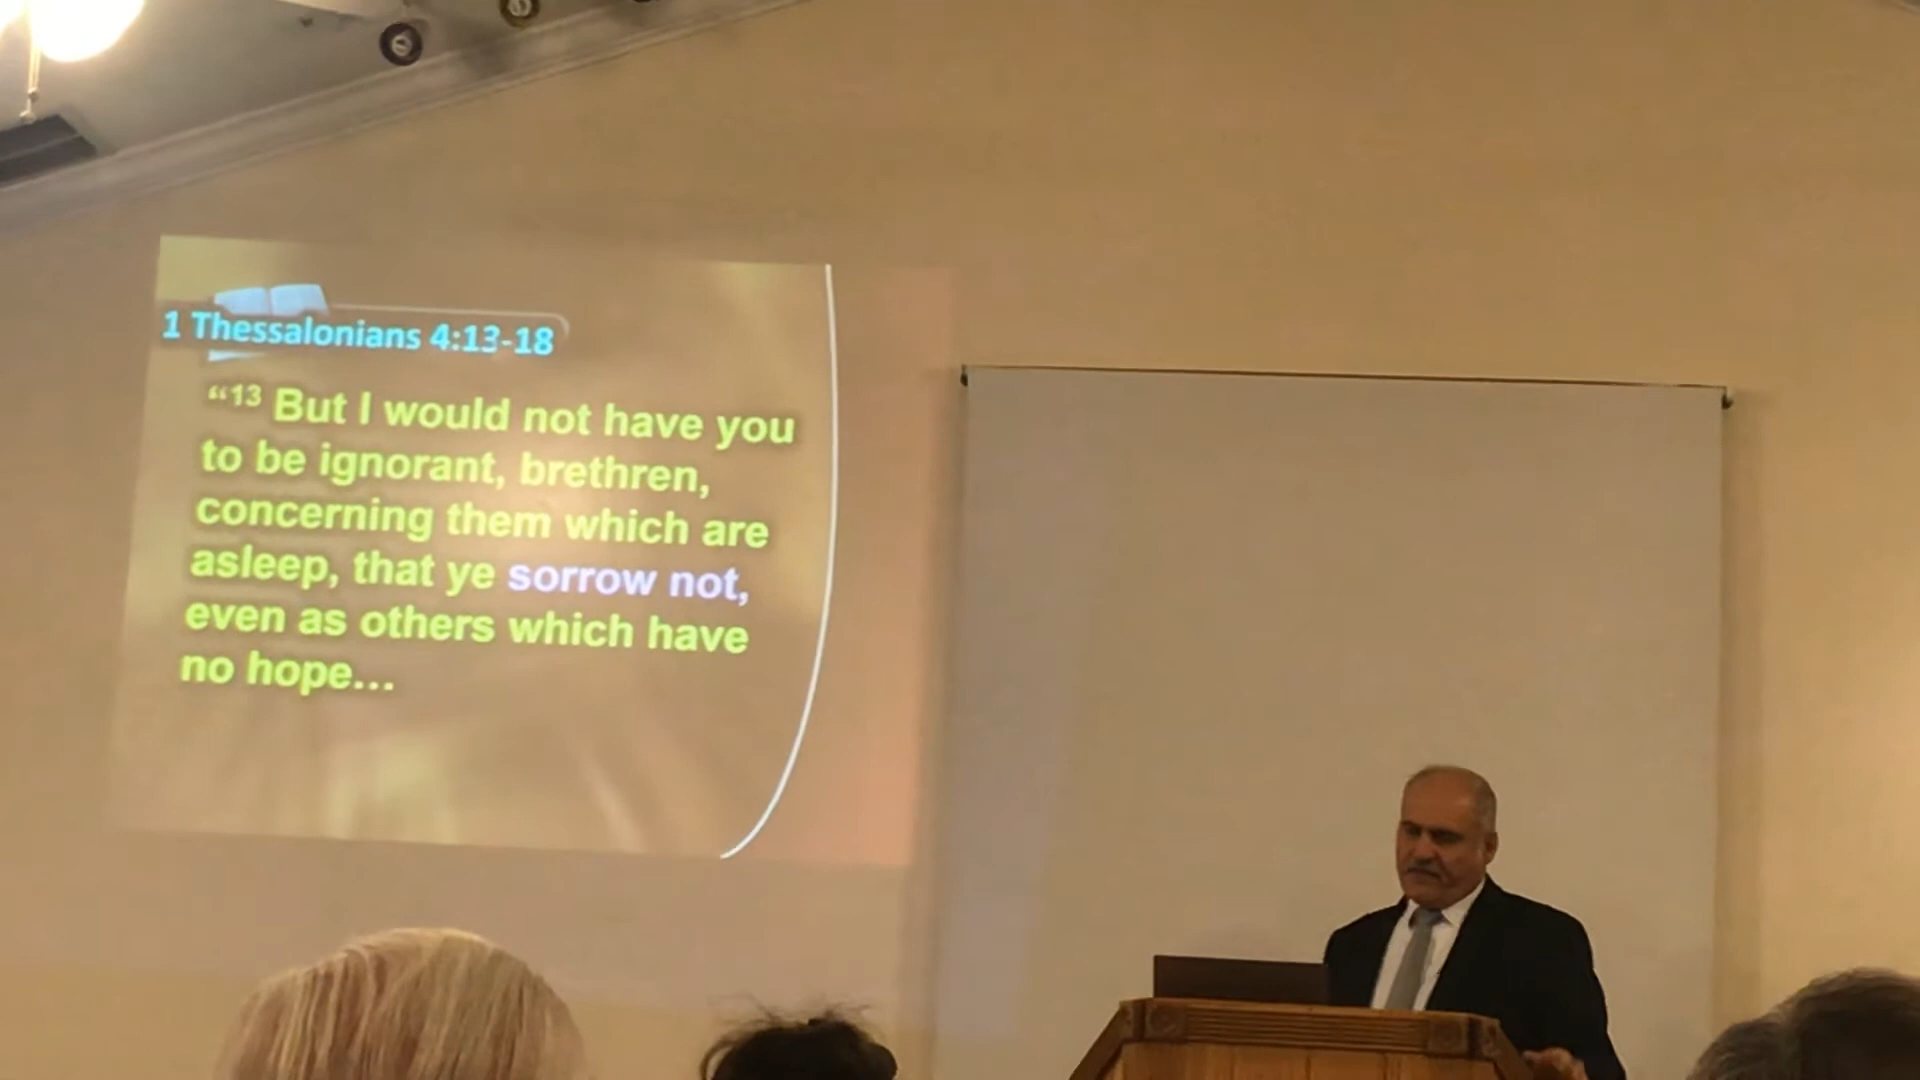 1 Thessalonians 4:13-18
“13 But I would not have you
to be ignorant, brethren,
concerning them which are
asleep, that ye sorrow not,
even as others which have
no hope...